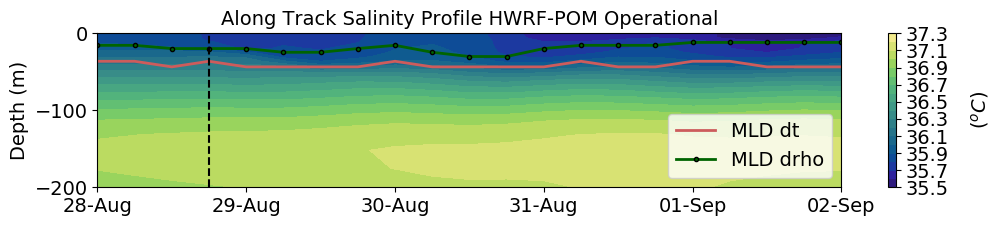 Along Track Salinity Profile HWRF-POM Operational
Depth (m)
0
−100
−200
28-Aug 29-Aug 30-Aug 31-Aug 01-Sep 02-Sep
MLD dt
MLD drho
37.3
37.1
36.9
36.7
36.5
36.3
36.1
35.9
35.7
35.5
(°C)